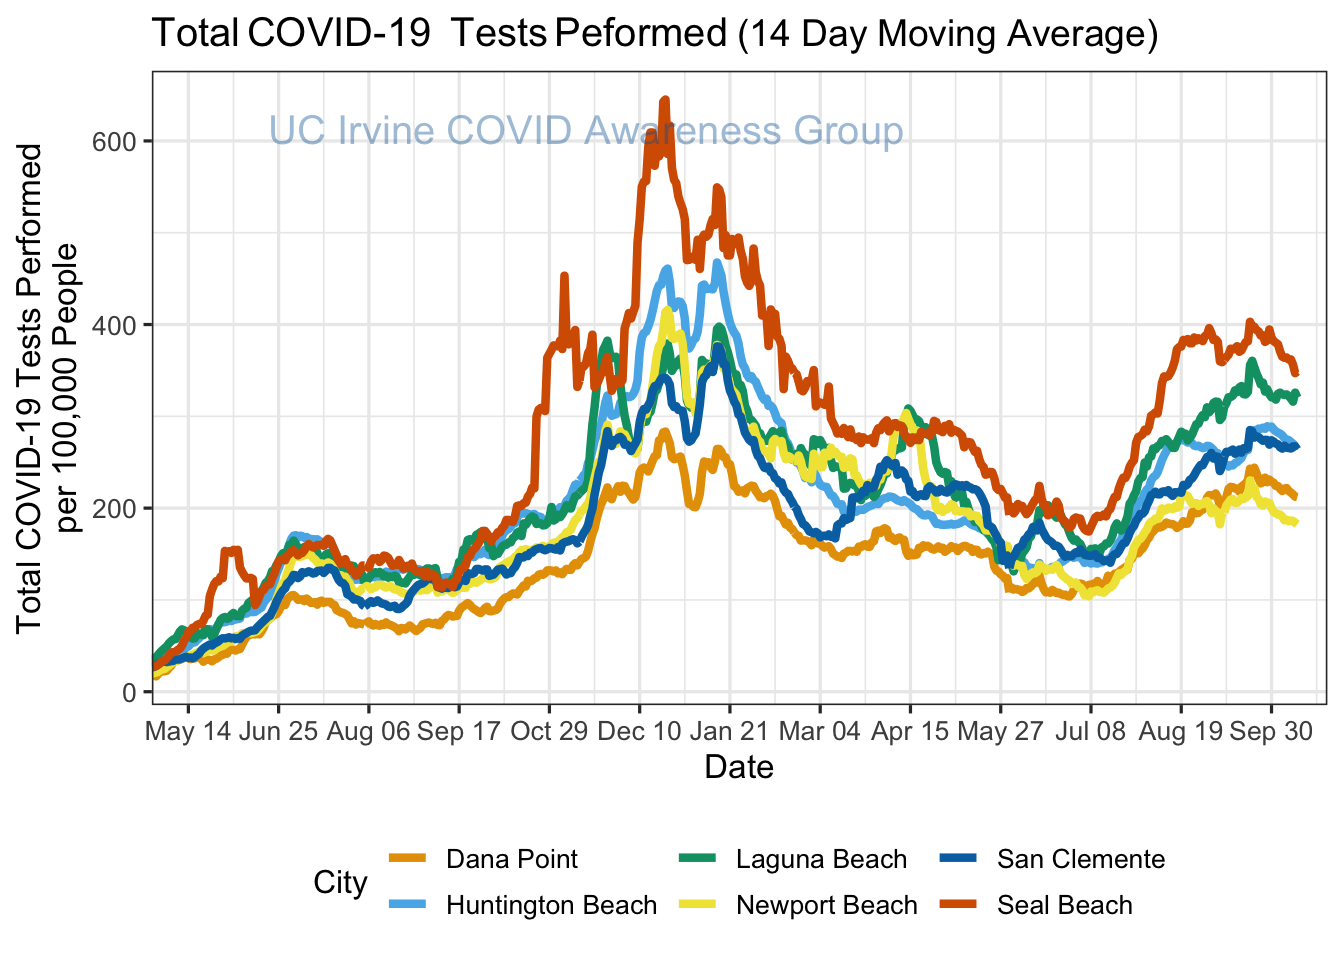 Total COVID-19  Tests Peformed (14 Day Moving Average)
UC Irvine COVID Awareness Group
Total COVID-19 Tests Performed
per 100,000 People
600
400
200
0
May 14 Jun 25 Aug 06 Sep 17 Oct 29 Dec 10 Jan 21 Mar 04 Apr 15 May 27 Jul 08 Aug 19 Sep 30
Date
City
Dana Point
Huntington Beach
Laguna Beach
Newport Beach
San Clemente
Seal Beach